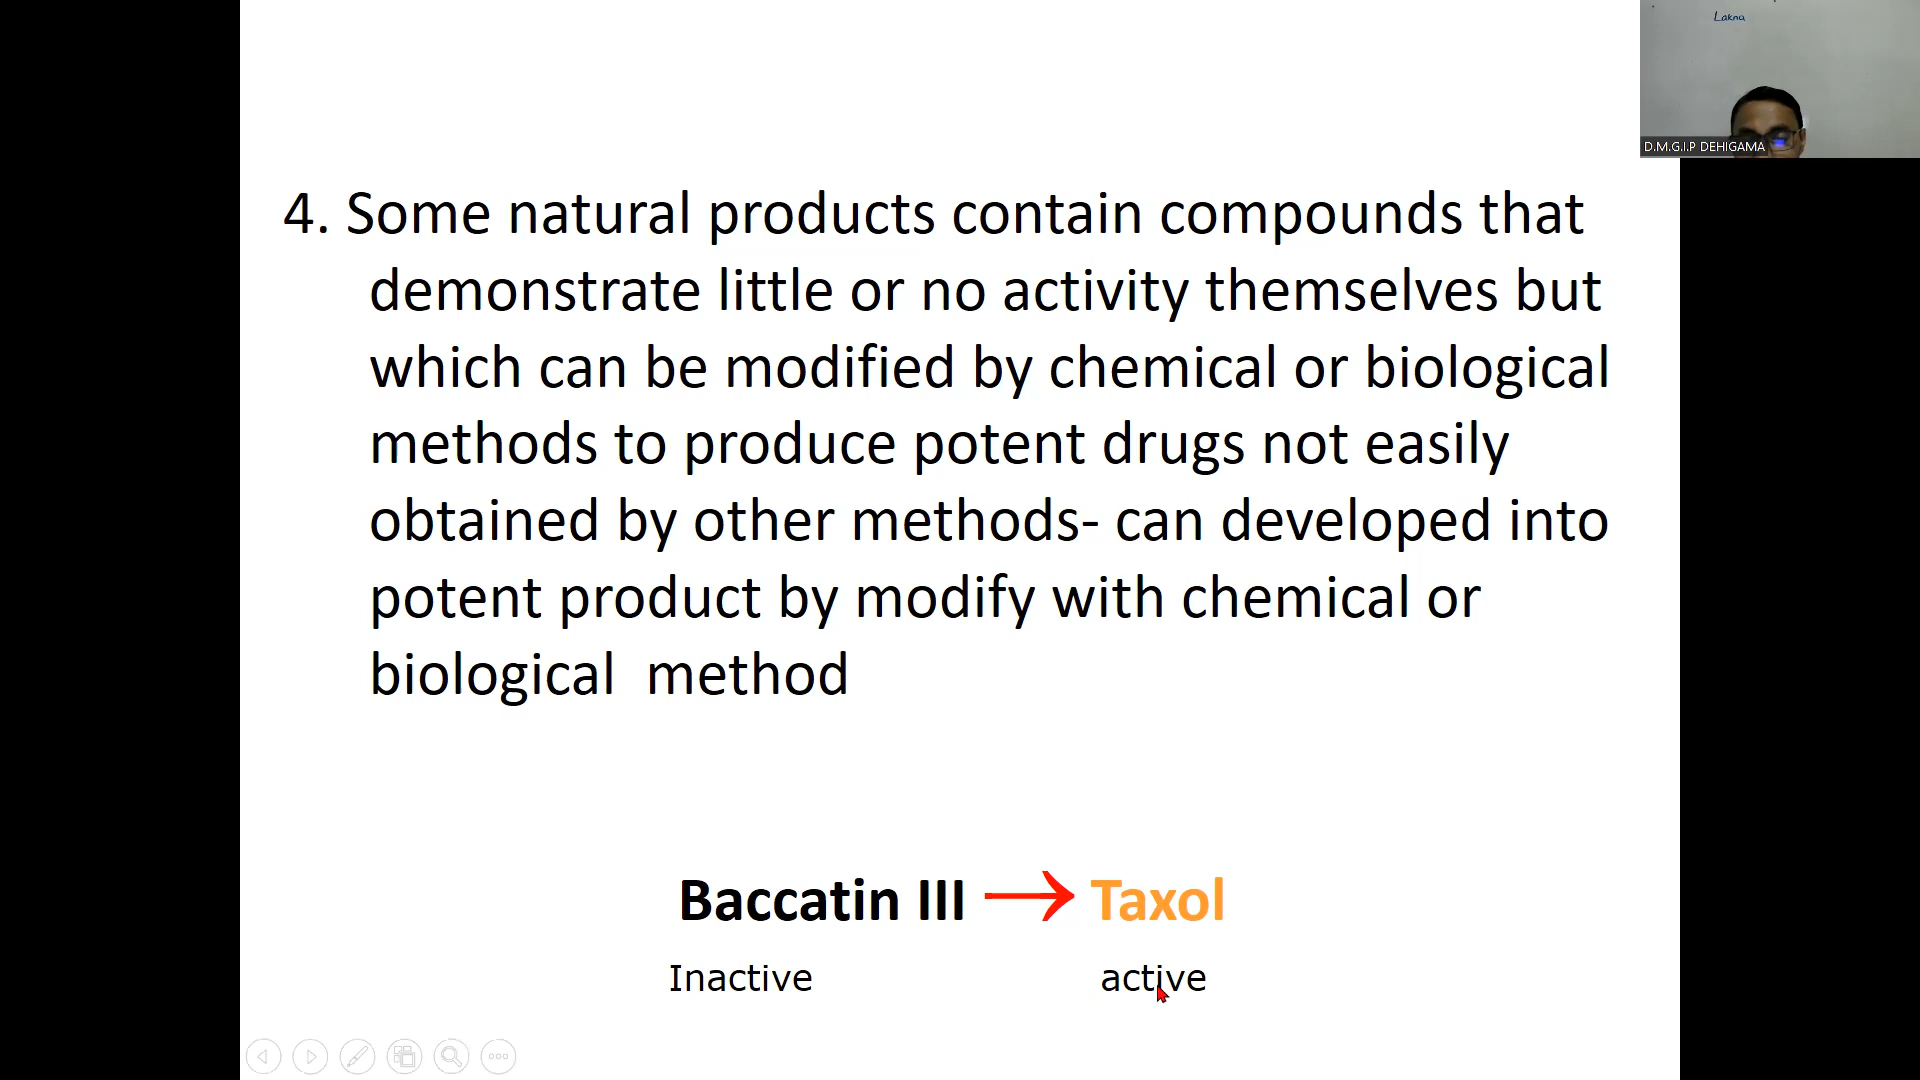 Lakna
D.M.G.I.P DEHIGAMA
4. Some natural products contain compounds that
demonstrate little or no activity themselves but
which can be modified by chemical or biological
methods to produce potent drugs not easily
obtained by other methods- can developed into
potent product by modify with chemical or
biological  method
Baccatin III → Taxol
Inactive active